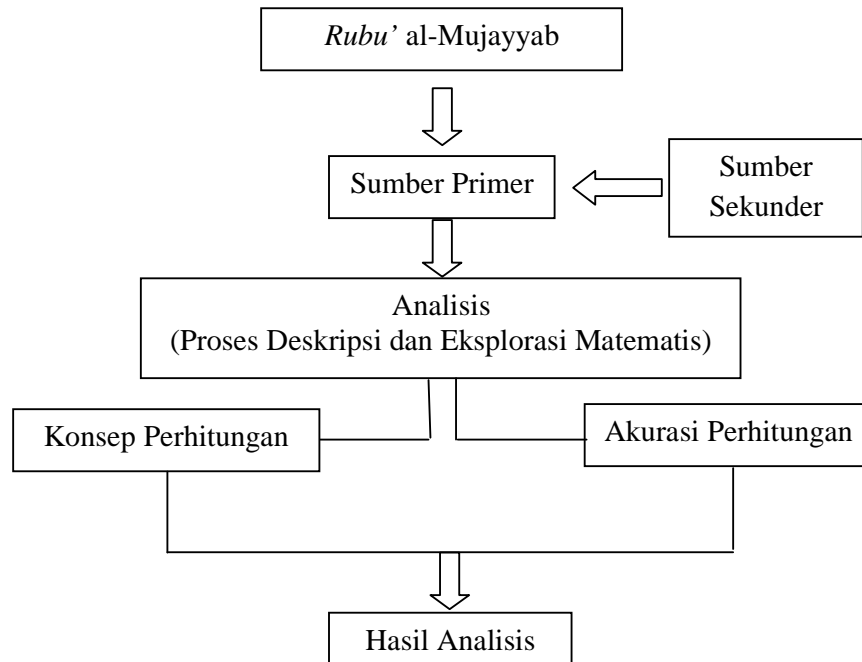 Rubu’ al-Mujayyab
Sumber Primer
Sumber
Sekunder
Analisis
(Proses Deskripsi dan Eksplorasi Matematis)
Konsep Perhitungan
Akurasi Perhitungan
Hasil Analisis